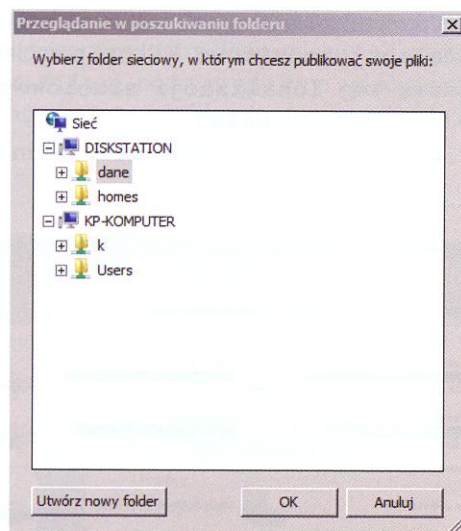 Przeglądanie w poszukiwaniu folderu
Wybierz folder sieciowy, w którym chcesz publikować swoje pliki:
Sieć
DISKSTATION
dane
homes
KP-KOMPUTER
k
Users
Utwórz nowy folder
OK
Anuluj